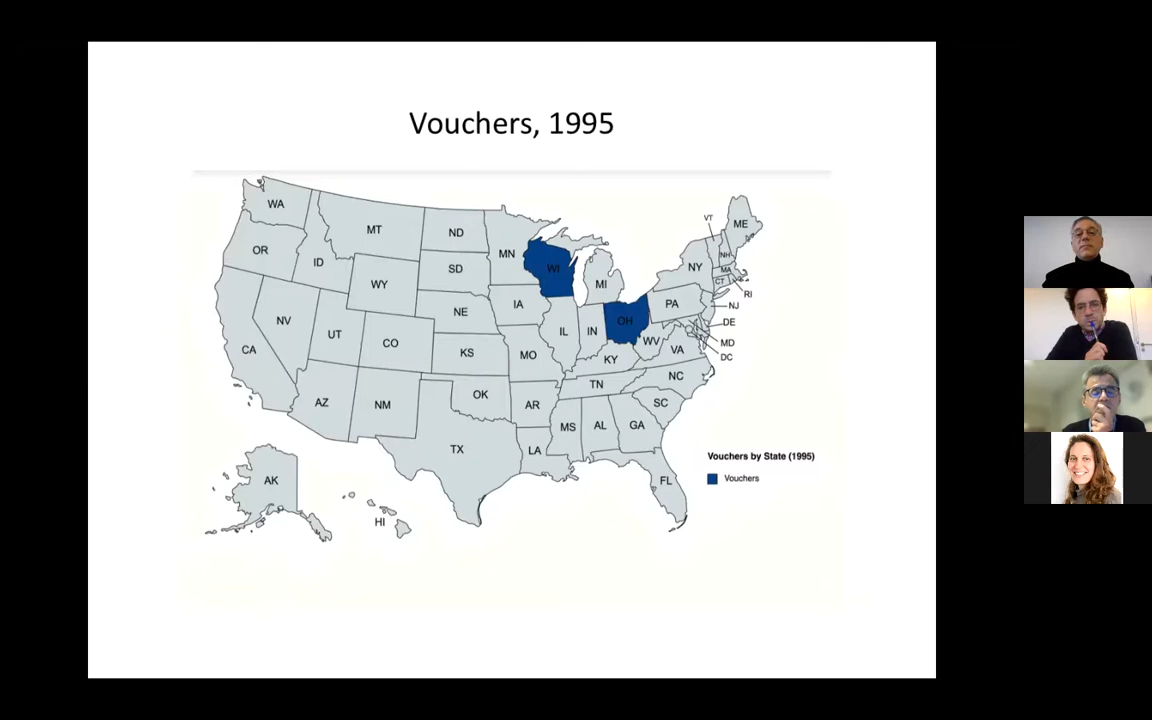 Vouchers, 1995
WA
MT
ND
MN
VT
ME
OR
ID
SD
WI
NY
NH
MA
CT
RI
WY
MI
PA
NJ
IA
NE
NV
UT
CO
IL
IN
OH
DE
WV
MD
VA
DC
CA
KS
MO
KY
NC
AZ
NM
OK
TN
AR
SC
MS
AL
GA
TX
LA
Vouchers by State (1995)
Vouchers
FL
AK
HI